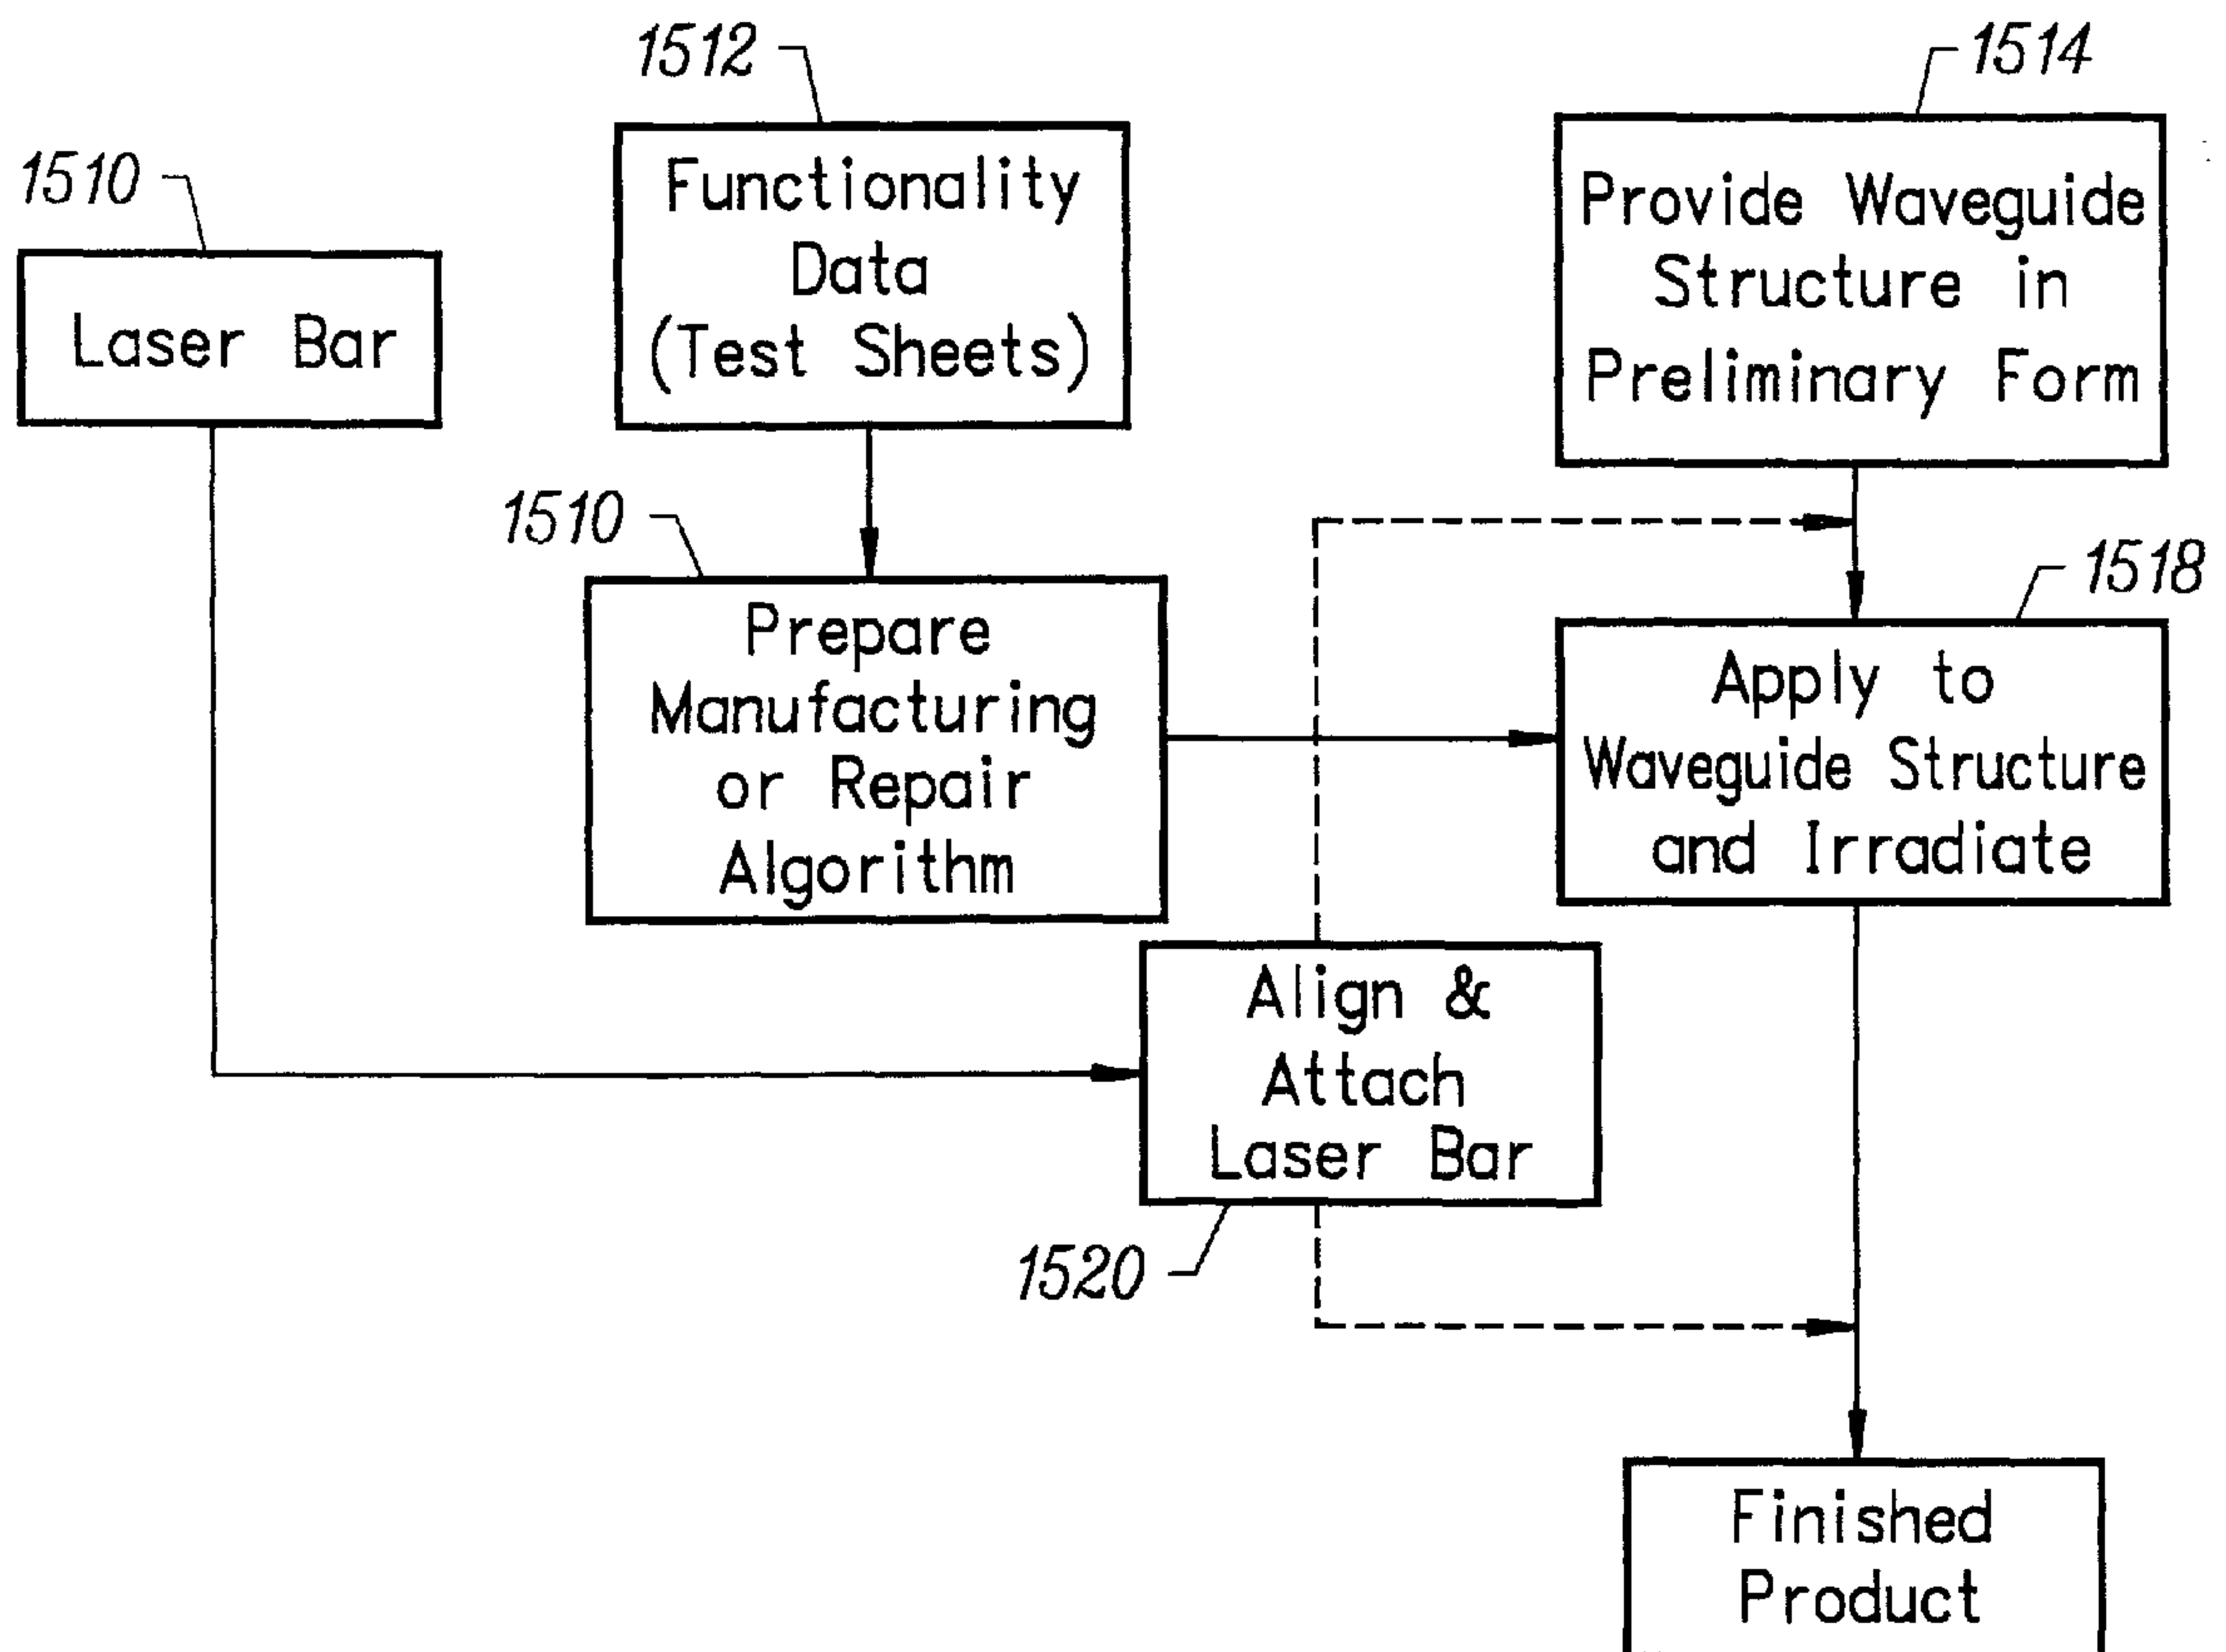 1512
1514
1510
Functionality
Data
(Test Sheets)
Provide Waveguide
Structure in
Preliminary Form
Laser Bar
1510
1518
Prepare
Manufacturing
or Repair
Algorithm
Apply to
Waveguide Structure
and Irradiate
Align &
Attach
Laser Bar
1520
Finished
Product